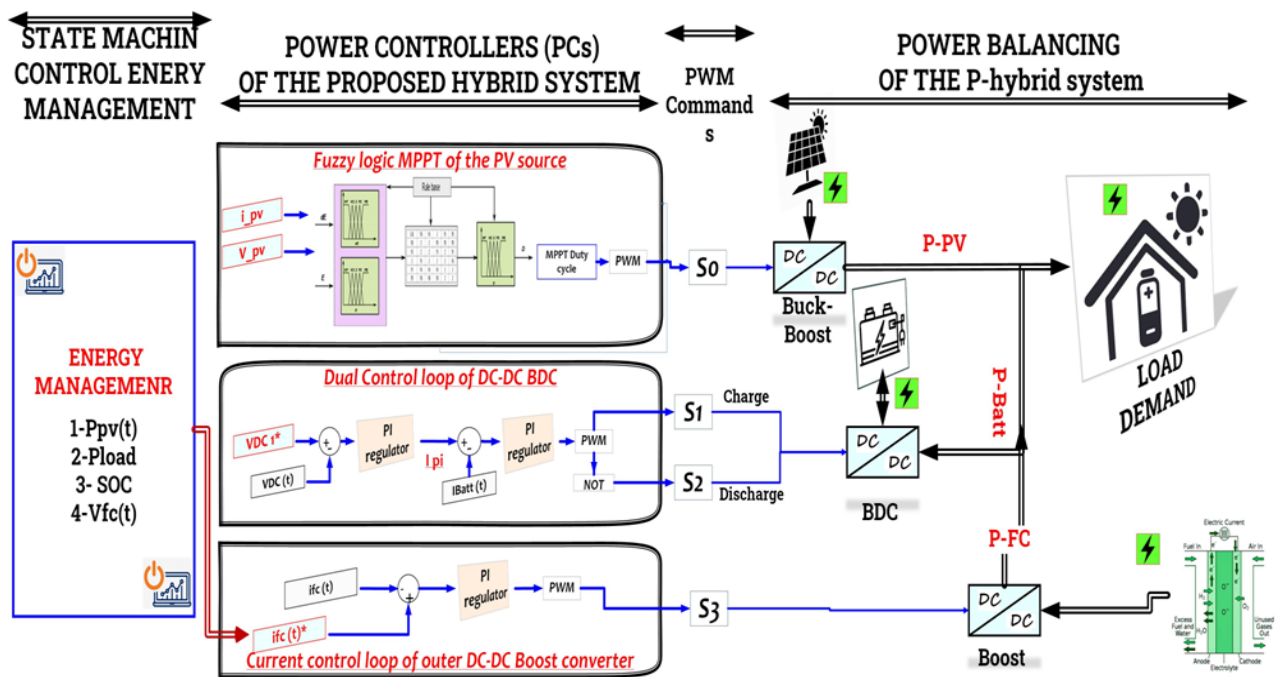 STATE MACHIN
CONTROL ENERY
MANAGEMENT
POWER CONTROLLERS (PCs)
OF THE PROPOSED HYBRID SYSTEM
PWM
Command
s
POWER BALANCING
OF THE P-hybrid system
Fuzzy logic MPPT of the PV source
i_pv
V_pv
Rule base
MPPT Duty
cycle
PWM
S0
DC
DC
Buck-
Boost
P-PV
LOAD
DEMAND
ENERGY
MANAGEMENR
1-Ppv(t)
2-Pload
3- SOC
4-Vfc(t)
Dual Control loop of DC-DC BDC
VDC 1*
VDC (t)
PI
regulator
I pi
IBatt (t)
PI
regulator
PWM
NOT
S1
Charge
S2
Discharge
DC
DC
BDC
P-Batt
P-FC
ifc (t)
ifc (t)*
PI
regulator
PWM
Current control loop of outer DC-DC Boost converter
S3
DC
DC
Boost
Electric Current
Fuel In
Air In
Excess
Fuel and
Water
Unused
Gases
Out
H₂O
Anode
Electrolyte
Cathode